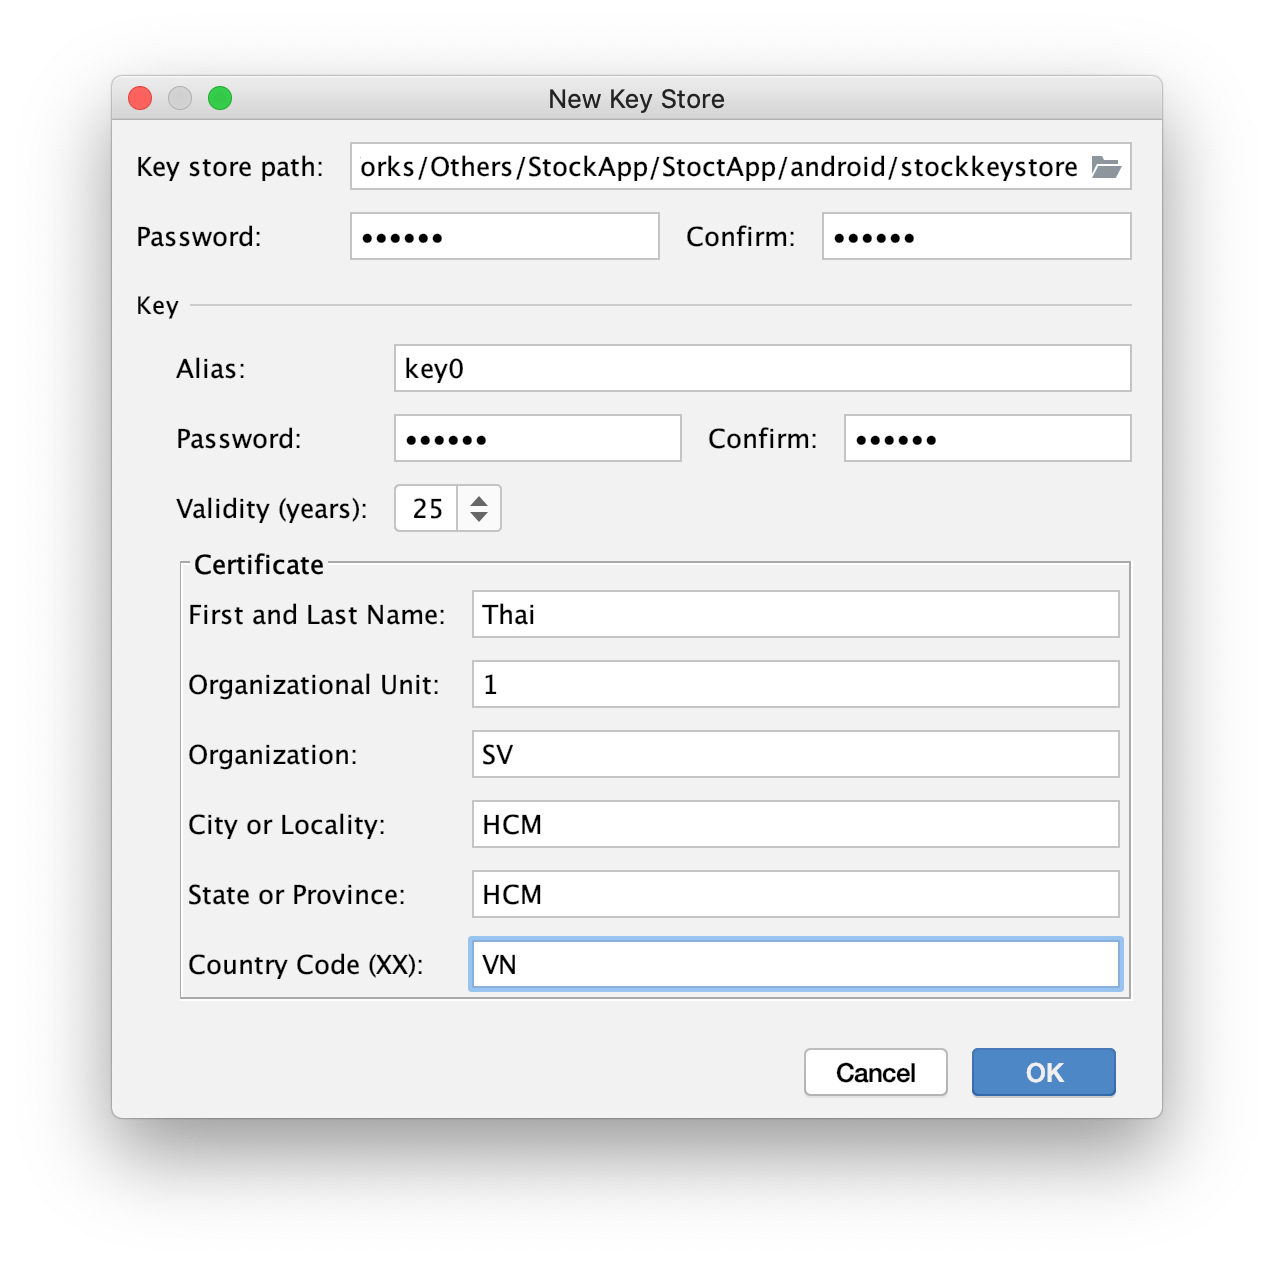 New Key Store
Key store path: orks/Others/StockApp/StoctApp/android/stockkeystore
Password: •••••• Confirm: ••••••
Key
Alias: key0
Password: •••••• Confirm: ••••••
Validity (years): 25
Certificate
First and Last Name: Thai
Organizational Unit: 1
Organization: SV
City or Locality: HCM
State or Province: HCM
Country Code (XX): VN
Cancel OK